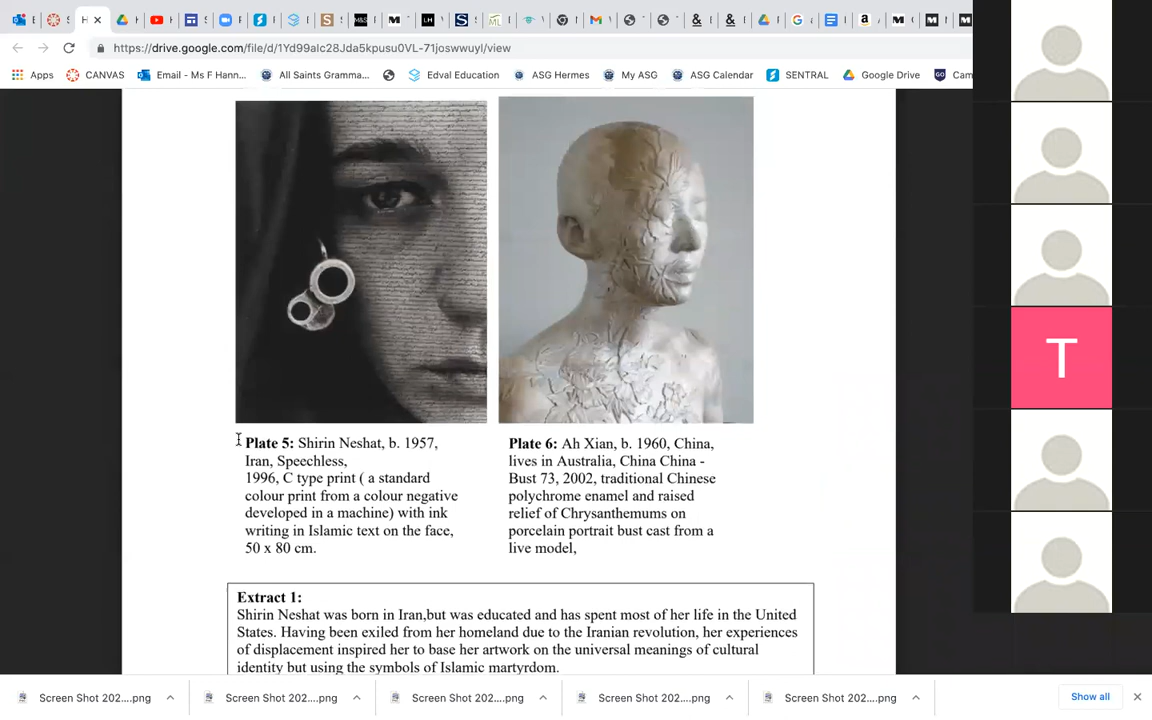 https://drive.google.com/file/d/1Yd99alc28Jda5kpusu0VL-71joswwuyl/view
Apps CANVAS Email - Ms F Hann... All Saints Gramma... Edval Education ASG Hermes My ASG ASG Calendar SENTRAL Google Drive Cam
T
Plate 5: Shirin Neshat, b. 1957,
Iran, Speechless,
1996, C type print ( a standard
colour print from a colour negative
developed in a machine) with ink
writing in Islamic text on the face,
50 x 80 cm.
Plate 6: Ah Xian, b. 1960, China,
lives in Australia, China China -
Bust 73, 2002, traditional Chinese
polychrome enamel and raised
relief of Chrysanthemums on
porcelain portrait bust cast from a
live model,
Extract 1:
Shirin Neshat was born in Iran,but was educated and has spent most of her life in the United
States. Having been exiled from her homeland due to the Iranian revolution, her experiences
of displacement inspired her to base her artwork on the universal meanings of cultural
identity but using the symbols of Islamic martyrdom.
Screen Shot 202....png Screen Shot 202....png Screen Shot 202....png Screen Shot 202....png Screen Shot 202....png Show all